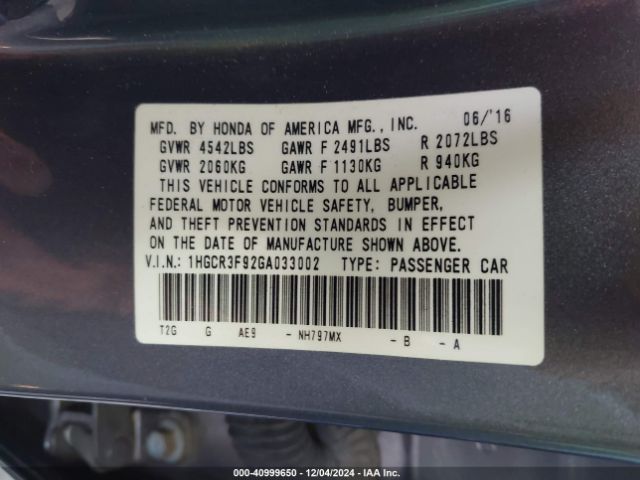 MFD. BY HONDA OF AMERICA MFG., INC. 06/'16
GVWR 4542LBS GAWR F 2491LBS R 2072LBS
GVWR 2060KG GAWR F 1130KG R 940KG
THIS VEHICLE CONFORMS TO ALL APPLICABLE
FEDERAL MOTOR VEHICLE SAFETY, BUMPER,
AND THEFT PREVENTION STANDARDS IN EFFECT
ON THE DATE OF MANUFACTURE SHOWN ABOVE.
V.I.N.: 1HGCR3F92GA033002 TYPE: PASSENGER CAR
T2G G AE9 - NH797MX - B - A
000-40999650 - 12/04/2024 - IAA Inc.